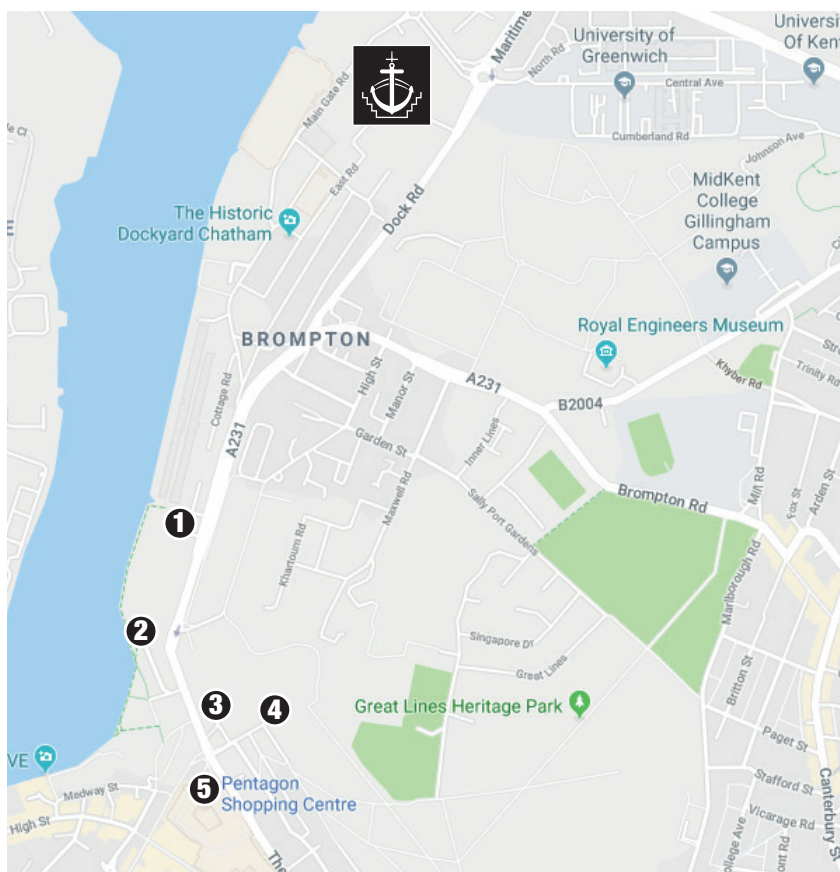 University of
Greenwich
Universi
Of Kent
Maritime
North Rd
Central Ave
Main Gate Rd
Cumberland Rd
Johnson Ave
East Rd
Dock Rd
MidKent
College
Gillingham
Campus
The Historic
Dockyard Chatham
BROMPTON
Royal Engineers Museum
High St
Manor St
A231
Khyber Rd
Trinity Rd
B2004
Cottage Rd
A231
Garden St
Inner Lines
Maxwell Rd
Sally Port Gardens
Brompton Rd
Mill Rd
Fox St
Arden St
1
Khartoum Rd
Marlborough Rd
2
Singapore Dr
Great Lines
Britton St
3
4
Great Lines Heritage Park
Paget St
VE
5
Pentagon
Shopping Centre
Medway St
High St
Stafford St
Vicarage Rd
Canterbury St
College Ave
The